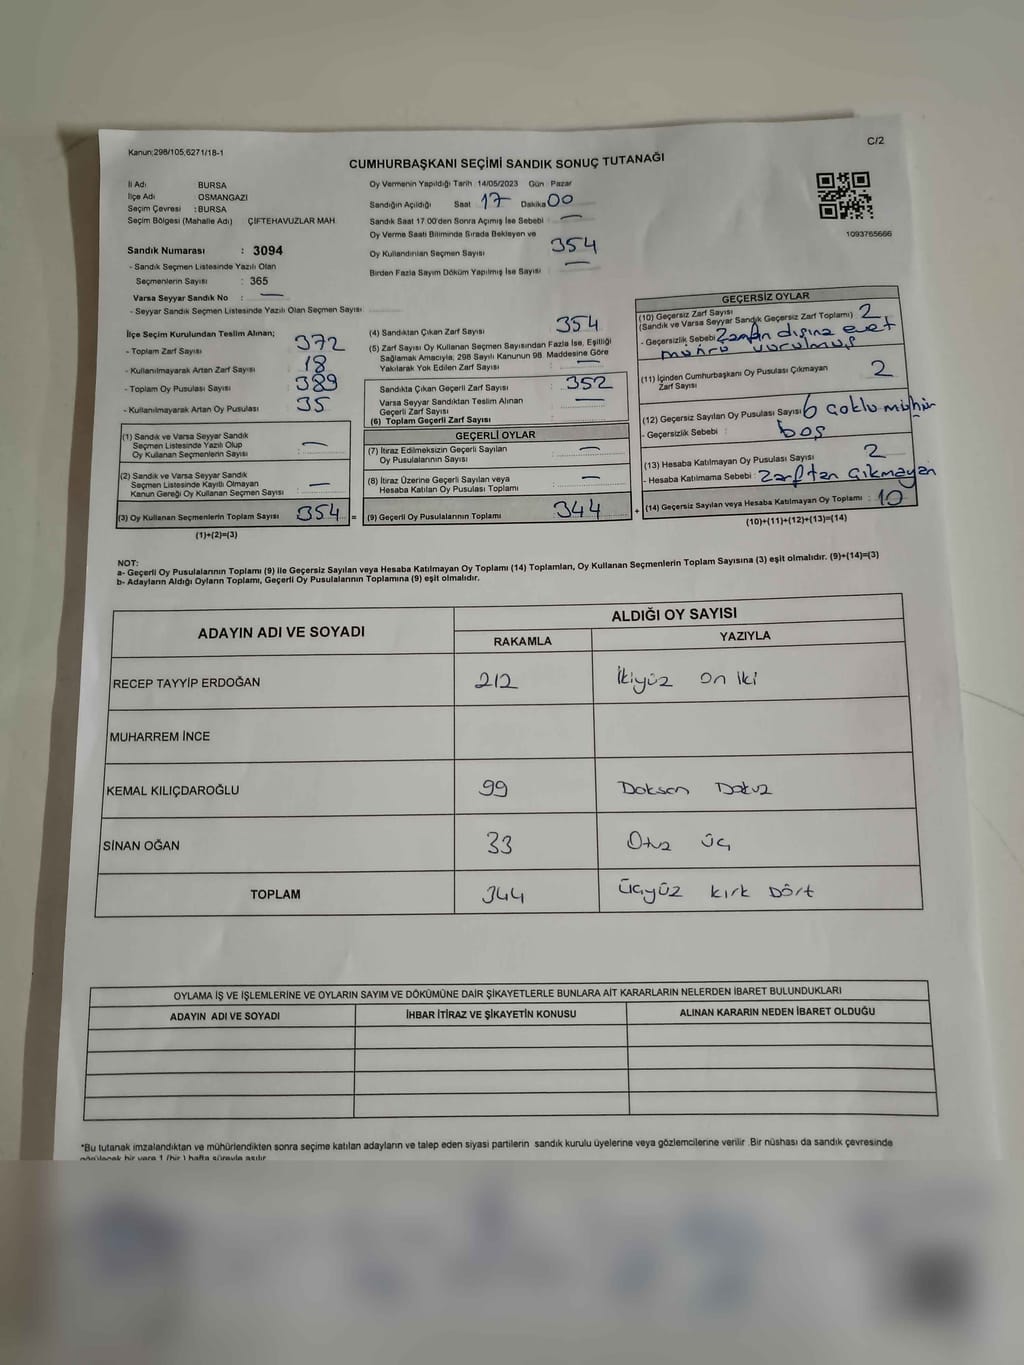 Kanun:298/105,6271/18-1
C/2
CUMHURBAŞKANI SEÇİMİ SANDIK SONUÇ TUTANAĞI
İl Adı BURSA
İlçe Adı OSMANGAZI
Seçim Çevresi : BURSA
Seçim Bölgesi (Mahalle Adı) ÇİFTEHAVUZLAR MAH.
Sandık Numarası : 3094
- Sandık Seçmen Listesinde Yazılı Olan
Seçmenlerin Sayısı : 365
Varsa Seyyar Sandık No : —
- Seyyar Sandık Seçmen Listesinde Yazılı Olan Seçmen Sayısı
Oy Vermenin Yapıldığı Tarih 14/05/2023 Gün Pazar
Sandığın Açıldığı Saat 17 Dakika 00
Sandık Saat 17.00'den Sonra Açımış İse Sebebi : —
Oy Verme Saati Biliminde Sırada Bekleyen ve
Oy Kullandırılan Seçmen Sayısı 354
Birden Fazla Sayım Döküm Yapılmış İse Sayısı —
1093765666
İlçe Seçim Kurulundan Teslim Alınan;
- Toplam Zarf Sayısı : 372
- Kullanılmayarak Artan Zarf Sayısı : 18
- Toplam Oy Pusulası Sayısı : 389
- Kullanılmayarak Artan Oy Pusulası : 35
(1) Sandık ve Varsa Seyyar Sandık
Seçmen Listesinde Yazılı Olup
Oy Kullanan Seçmenlerin Sayısı : —
(2) Sandık ve Varsa Seyyar Sandık
Seçmen Listesinde Kayıtlı Olmayan
Kanun Gereği Oy Kullanan Seçmen Sayısı : —
(3) Oy Kullanan Seçmenlerin Toplam Sayısı : 354 =
(1)+(2)=(3)
(4) Sandıktan Çıkan Zarf Sayısı : 354
(5) Zarf Sayısı Oy Kullanan Seçmen Sayısından Fazla İse, Eşitliği
Sağlamak Amacıyla, 298 Sayılı Kanunun 98. Maddesine Göre
Yakılarak Yok Edilen Zarf Sayısı : —
Sandıkta Çıkan Geçerli Zarf Sayısı : 352
Varsa Seyyar Sandıktan Teslim Alınan
Geçerli Zarf Sayısı : —
(6) Toplam Geçerli Zarf Sayısı :
GEÇERLİ OYLAR
(7) İtiraz Edilmeksizin Geçerli Sayılan
Oy Pusulalarının Sayısı : —
(8) İtiraz Üzerine Geçerli Sayılan veya
Hesaba Katılan Oy Pusulası Toplamı : —
(9) Geçerli Oy Pusulalarının Toplamı : 344 +
GEÇERSİZ OYLAR
(10) Geçersiz Zarf Sayısı
(Sandık ve Varsa Seyyar Sandık Geçersiz Zarf Toplamı) : 2
- Geçersizlik Sebebi : Zarfın dışına evet
mührü vurulmuş
(11) İçinden Cumhurbaşkanı Oy Pusulası Çıkmayan
Zarf Sayısı 2
(12) Geçersiz Sayılan Oy Pusulası Sayısı 6 çoklu mühür
- Geçersizlik Sebebi : boş
(13) Hesaba Katılmayan Oy Pusulası Sayısı 2
- Hesaba Katılmama Sebebi : Zarftan çıkmayan
(14) Geçersiz Sayılan veya Hesaba Katılmayan Oy Toplamı : 10
(10)+(11)+(12)+(13)=(14)
NOT:
a- Geçerli Oy Pusulalarının Toplamı (9) ile Geçersiz Sayılan veya Hesaba Katılmayan Oy Toplamı (14) Toplamları, Oy Kullanan Seçmenlerin Toplam Sayısına (3) eşit olmalıdır. (9)+(14)=(3)
b- Adayların Aldığı Oyların Toplamı, Geçerli Oy Pusulalarının Toplamına (9) eşit olmalıdır.
ADAYIN ADI VE SOYADI
ALDIĞI OY SAYISI
RAKAMLA YAZIYLA
RECEP TAYYİP ERDOĞAN 212 İkiyüz on iki
MUHARREM İNCE
KEMAL KILIÇDAROĞLU 99 Doksan Dokuz
SİNAN OĞAN 33 Otuz üç
TOPLAM 344 üçyüz kırk Dört
OYLAMA İŞ VE İŞLEMLERİNE VE OYLARIN SAYIM VE DÖKÜMÜNE DAİR ŞİKAYETLERLE BUNLARA AİT KARARLARIN NELERDEN İBARET BULUNDUKLARI
ADAYIN ADI VE SOYADI İHBAR İTİRAZ VE ŞİKAYETİN KONUSU ALINAN KARARIN NEDEN İBARET OLDUĞU
*Bu tutanak imzalandıktan ve mühürlendikten sonra seçime katılan adayların ve talep eden siyasi partilerin sandık kurulu üyelerine veya gözlemcilerine verilir .Bir nüshası da sandık çevresinde
görülecek bir yere 1 (bir ) hafta süreyle asılır.